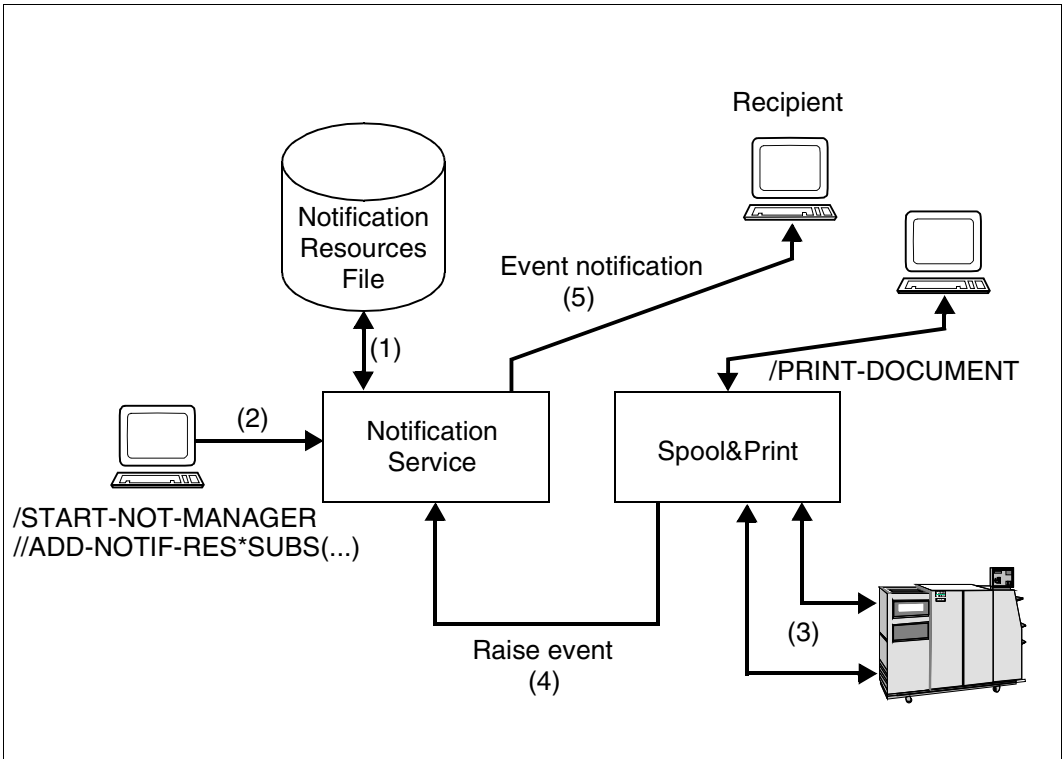 Recipient
Notification
Resources
File
Event notification
(5)
(1)
/PRINT-DOCUMENT
(2)
Notification
Service
Spool&Print
/START-NOT-MANAGER
//ADD-NOTIF-RES*SUBS(...)
(3)
Raise event
(4)